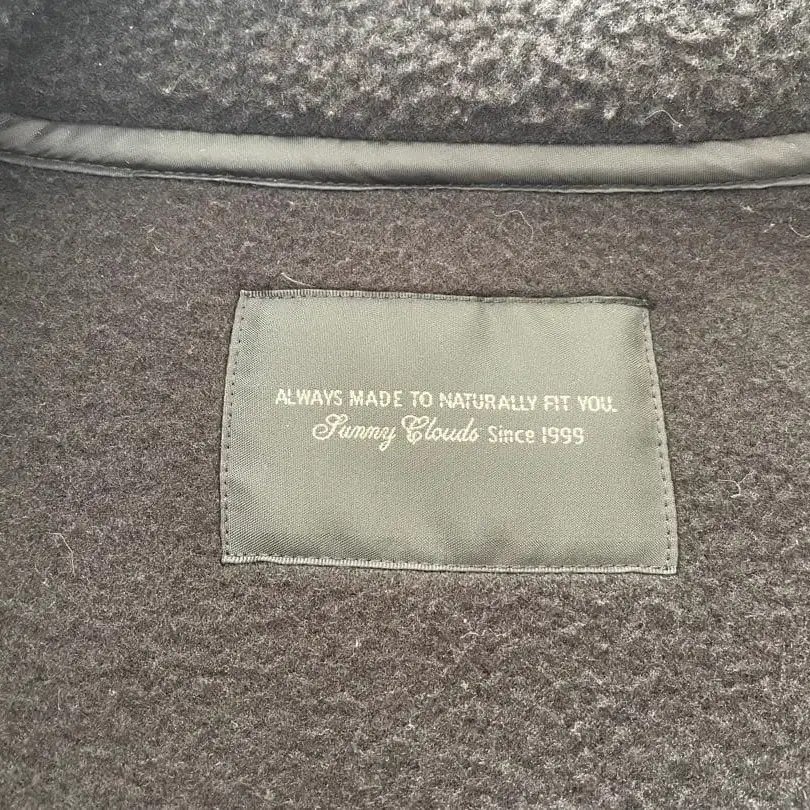 ALWAYS MADE TO NATURALLY FIT YOU.
Sunny Clouds Since 1999